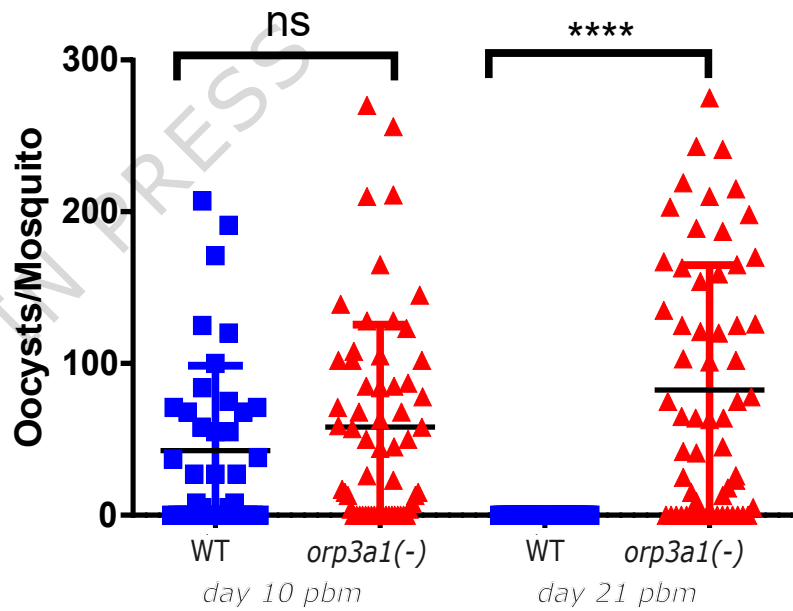 ns
****
300
200
100
0
Oocysts/Mosquito
IN PRESS
WT
orp3a1(-)
WT
orp3a1(-)
day 10 pbm
day 21 pbm